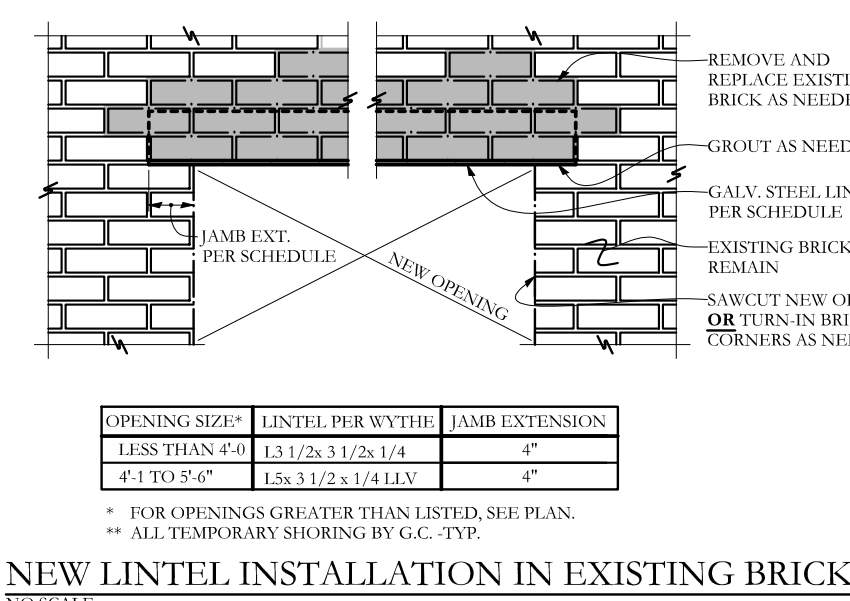 REMOVE AND
REPLACE EXISTI
BRICK AS NEEDE
GROUT AS NEED
GALV. STEEL LIN
PER SCHEDULE
EXISTING BRICK
REMAIN
SAWCUT NEW O
OR TURN-IN BRI
CORNERS AS NE
JAMB EXT.
PER SCHEDULE
NEW OPENING
OPENING SIZE* LINTEL PER WYTHE JAMB EXTENSION
LESS THAN 4'-0 L3 1/2x 3 1/2x 1/4 4"
4'-1 TO 5'-6" L5x 3 1/2 x 1/4 LLV 4"
* FOR OPENINGS GREATER THAN LISTED, SEE PLAN.
** ALL TEMPORARY SHORING BY G.C. -TYP.
NEW LINTEL INSTALLATION IN EXISTING BRICK
NO SCALE